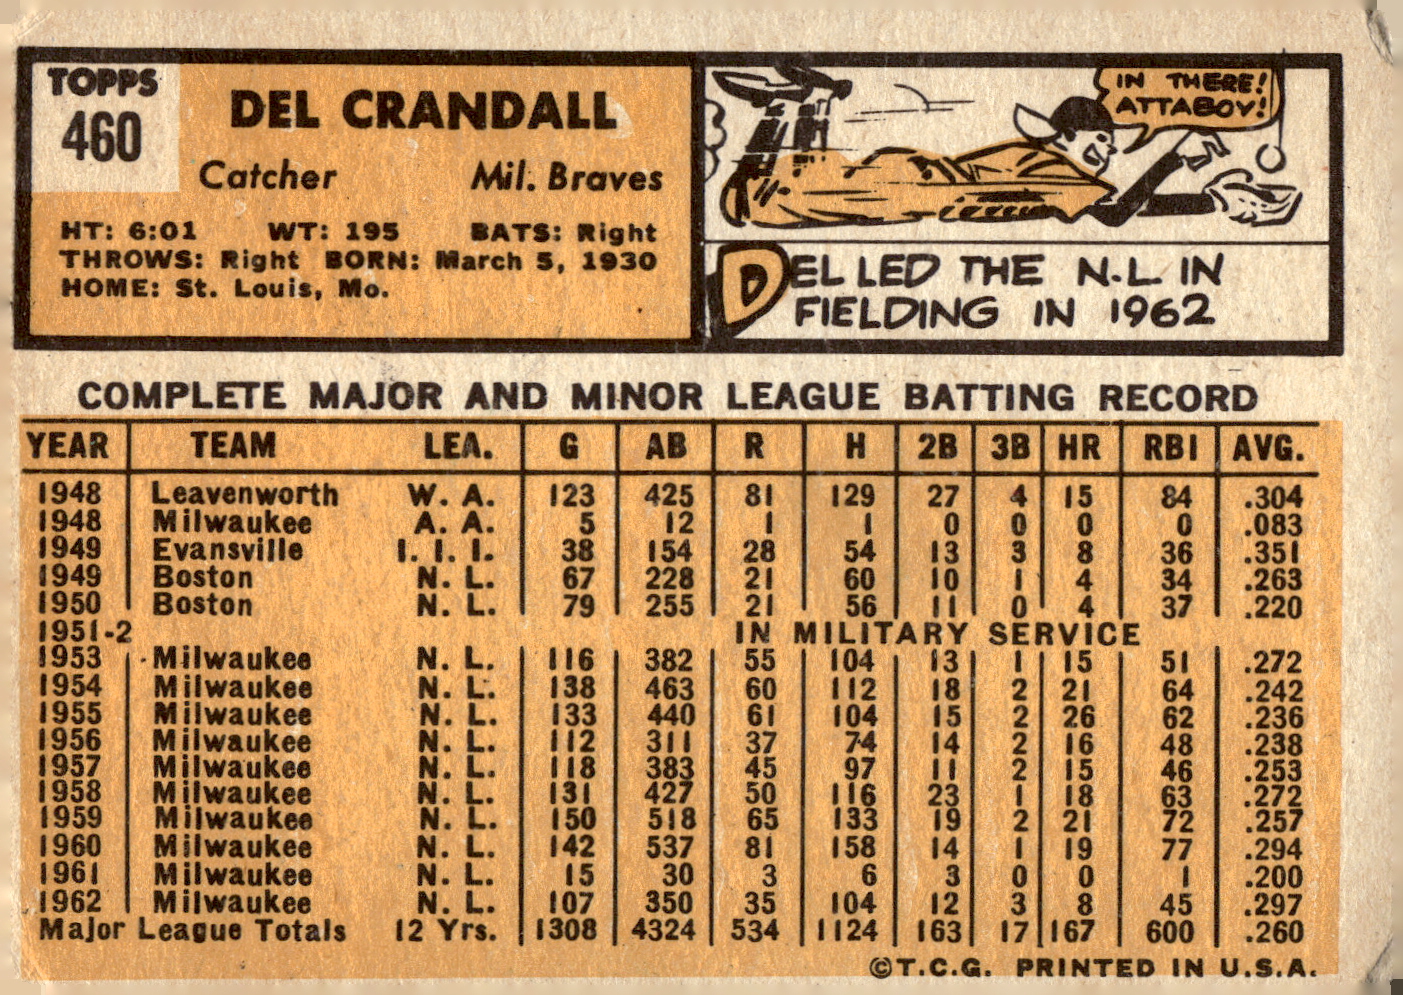 TOPPS
460
DEL CRANDALL
Catcher Mil. Braves
HT: 6:01 WT: 195 BATS: Right
THROWS: Right BORN: March 5, 1930
HOME: St. Louis, Mo.
IN THERE!
ATTABOY!
DEL LED THE N.L. IN
FIELDING IN 1962
COMPLETE MAJOR AND MINOR LEAGUE BATTING RECORD
YEAR TEAM LEA. G AB R H 2B 3B HR RBI AVG.
1948 Leavenworth W. A. 123 425 81 129 27 4 15 84 .304
1948 Milwaukee A. A. 5 12 1 1 0 0 0 0 .083
1949 Evansville I. I. I. 38 154 28 54 13 3 8 36 .351
1949 Boston N. L. 67 228 21 60 10 1 4 34 .263
1950 Boston N. L. 79 255 21 56 11 0 4 37 .220
1951-2 IN MILITARY SERVICE
1953 Milwaukee N. L. 116 382 55 104 13 1 15 51 .272
1954 Milwaukee N. L. 138 463 60 112 18 2 21 64 .242
1955 Milwaukee N. L. 133 440 61 104 15 2 26 62 .236
1956 Milwaukee N. L. 112 311 37 74 14 2 16 48 .238
1957 Milwaukee N. L. 118 383 45 97 11 2 15 46 .253
1958 Milwaukee N. L. 131 427 50 116 23 1 18 63 .272
1959 Milwaukee N. L. 150 518 65 133 19 2 21 72 .257
1960 Milwaukee N. L. 142 537 81 158 14 1 19 77 .294
1961 Milwaukee N. L. 15 30 3 6 3 0 0 1 .200
1962 Milwaukee N. L. 107 350 35 104 12 3 8 45 .297
Major League Totals 12 Yrs. 1308 4324 534 1124 163 17 167 600 .260
©T.C.G. PRINTED IN U.S.A.